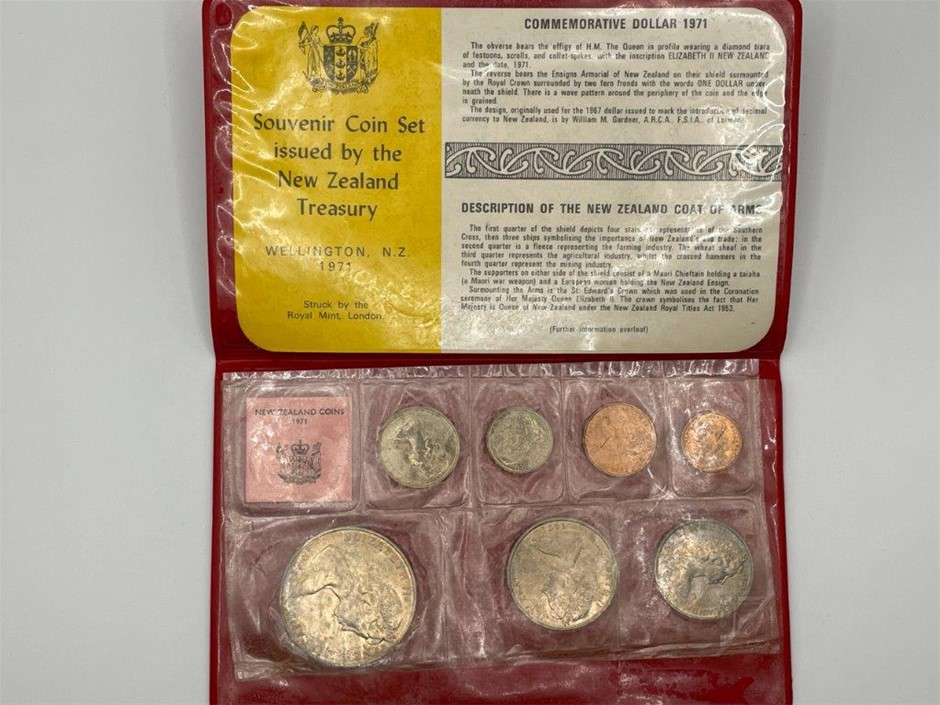 Souvenir Coin Set
issued by the
New Zealand
Treasury
WELLINGTON, N.Z.
1971
Struck by the
Royal Mint, London.
COMMEMORATIVE DOLLAR 1971
The obverse bears the effigy of H.M. The Queen in profile wearing a diamond tiara
of festoons, scrolls, and collet-spikes, with the inscription ELIZABETH II NEW ZEALAND
and the date, 1971.
The reverse bears the Ensigns Armorial of New Zealand on their shield surmounted
by the Royal Crown surrounded by two fern fronds with the words ONE DOLLAR under-
neath the shield. There is a wave pattern around the periphery of the coin and the edge
is grained.
The design, originally used for the 1967 dollar issued to mark the introduction of decimal
currency to New Zealand, is by William M. Gardner, A.R.C.A., F.S.I.A., of London.
DESCRIPTION OF THE NEW ZEALAND COAT OF ARMS
The first quarter of the shield depicts four stars as representative of the Southern
Cross, then three ships symbolising the importance of New Zealand's sea trade; in the
second quarter is a fleece representing the farming industry. The wheat sheaf in the
third quarter represents the agricultural industry, whilst the crossed hammers in the
fourth quarter represent the mining industry.
The supporters on either side of the shield consist of a Maori Chieftain holding a taiaha
(a Maori war weapon) and a European woman holding the New Zealand Ensign.
Surmounting the Arms is the St. Edward's Crown which was used in the Coronation
ceremony of Her Majesty Queen Elizabeth II. The crown symbolises the fact that Her
Majesty is Queen of New Zealand under the New Zealand Royal Titles Act 1953.
(Further information overleaf)
NEW ZEALAND COINS
1971